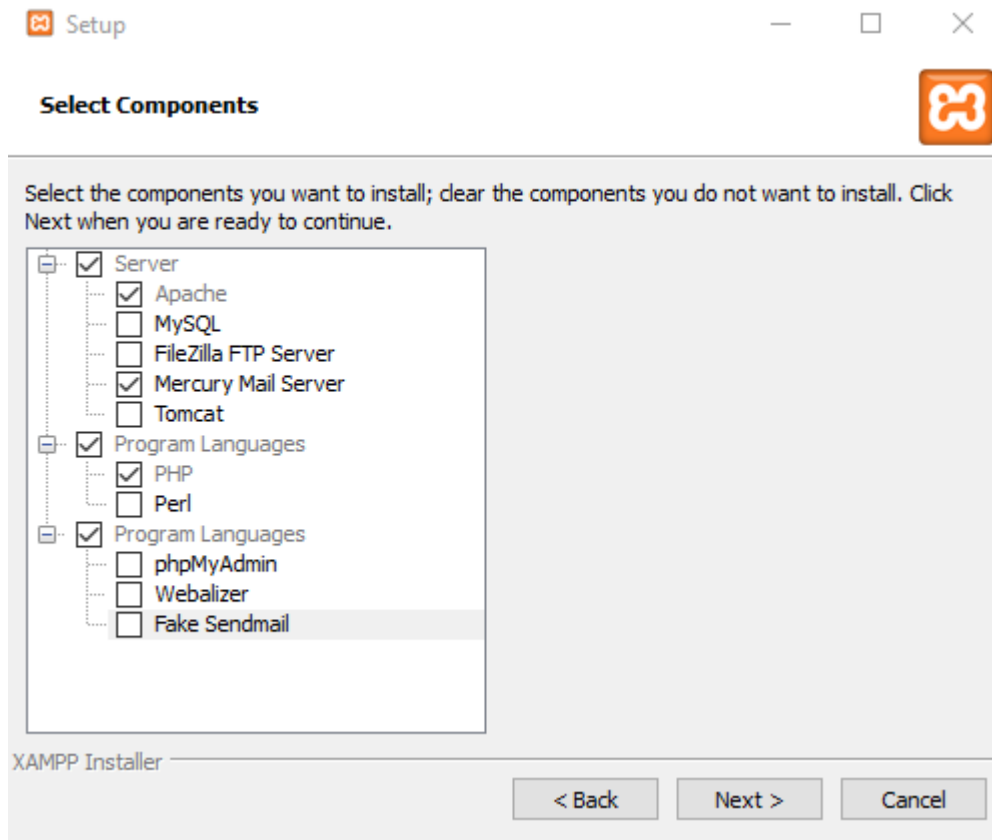 Setup
Select Components
Select the components you want to install; clear the components you do not want to install. Click
Next when you are ready to continue.
Server
Apache
MySQL
FileZilla FTP Server
Mercury Mail Server
Tomcat
Program Languages
PHP
Perl
Program Languages
phpMyAdmin
Webalizer
Fake Sendmail
XAMPP Installer
< Back Next > Cancel